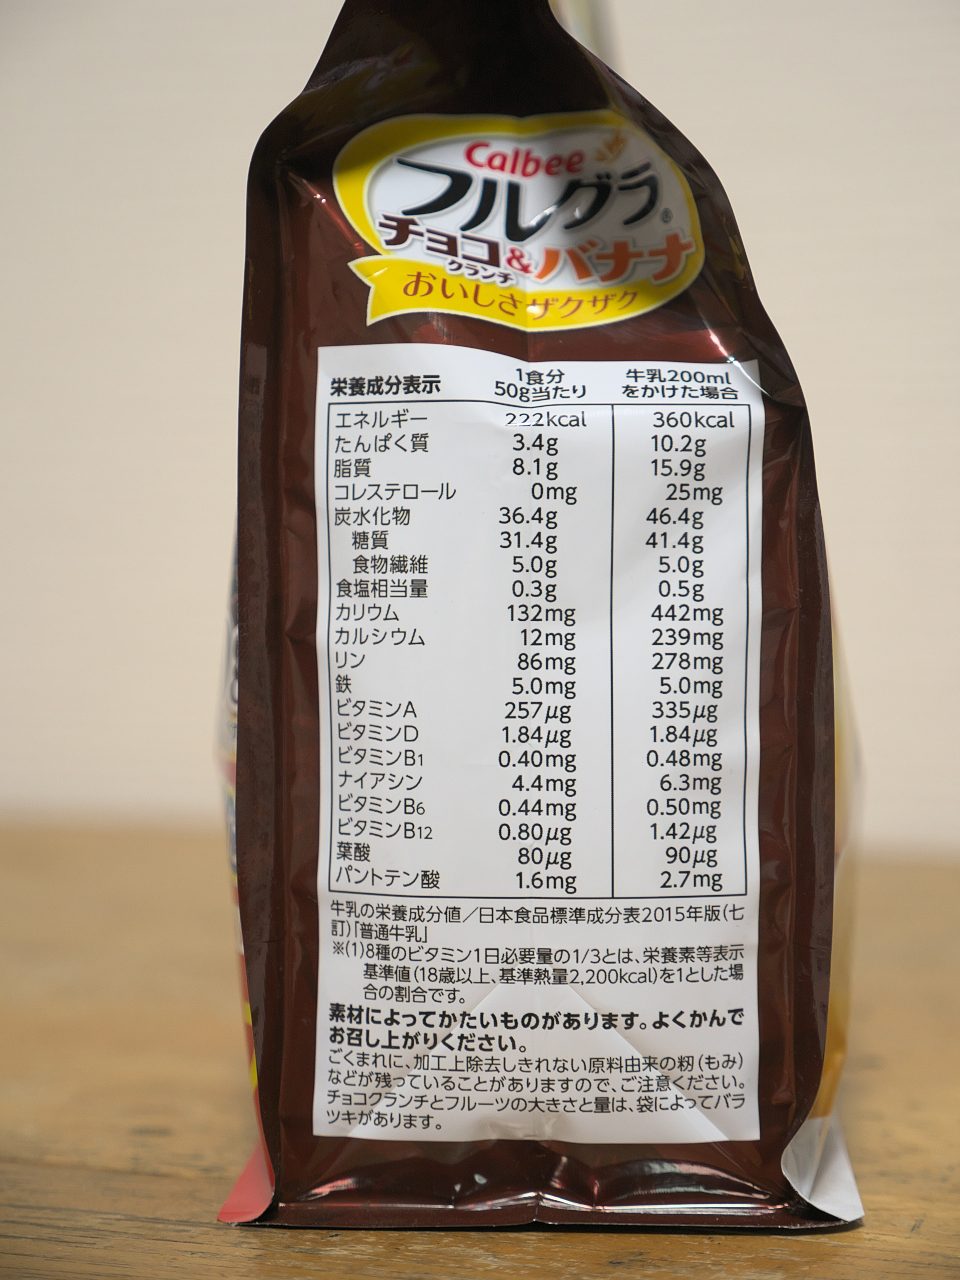 Calbee
フルグラ®
チョコクランチ&バナナ
おいしさザクザク
栄養成分表示 1食分50g当たり 牛乳200mlをかけた場合
エネルギー 222kcal 360kcal
たんぱく質 3.4g 10.2g
脂質 8.1g 15.9g
コレステロール 0mg 25mg
炭水化物 36.4g 46.4g
糖質 31.4g 41.4g
食物繊維 5.0g 5.0g
食塩相当量 0.3g 0.5g
カリウム 132mg 442mg
カルシウム 12mg 239mg
リン 86mg 278mg
鉄 5.0mg 5.0mg
ビタミンA 257μg 335μg
ビタミンD 1.84μg 1.84μg
ビタミンB1 0.40mg 0.48mg
ナイアシン 4.4mg 6.3mg
ビタミンB6 0.44mg 0.50mg
ビタミンB12 0.80μg 1.42μg
葉酸 80μg 90μg
パントテン酸 1.6mg 2.7mg
牛乳の栄養成分値／日本食品標準成分表2015年版(七
訂)「普通牛乳」
※(1)8種のビタミン1日必要量の1/3とは、栄養素等表示
基準値(18歳以上、基準熱量2,200kcal)を1とした場
合の割合です。
素材によってかたいものがあります。よくかんで
お召し上がりください。
ごくまれに、加工上除去しきれない原料由来の籾(もみ)
などが残っていることがありますので、ご注意ください。
チョコクランチとフルーツの大きさと量は、袋によってバラ
ツキがあります。